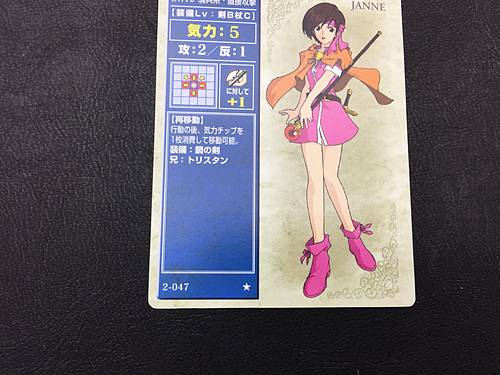 JANNE
【装備Lv：剣B杖C】
気力：5
攻：2／反：1
に対して
+1
【再移動】
行動の後、気力チップを
1枚消費して移動可能。
装備：鋼の剣
兄：トリスタン
2-047 ★